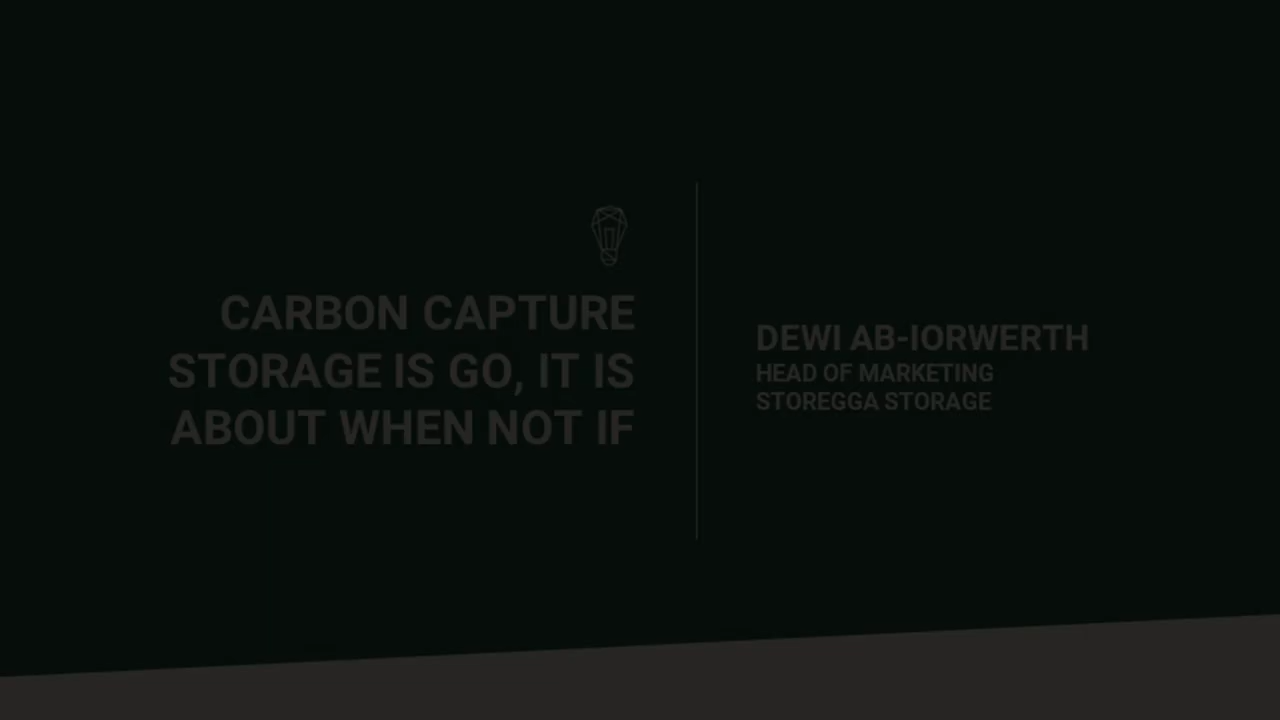 CARBON CAPTURE
STORAGE IS GO, IT IS
ABOUT WHEN NOT IF
DEWI AB-IORWERTH
HEAD OF MARKETING
STOREGGA STORAGE